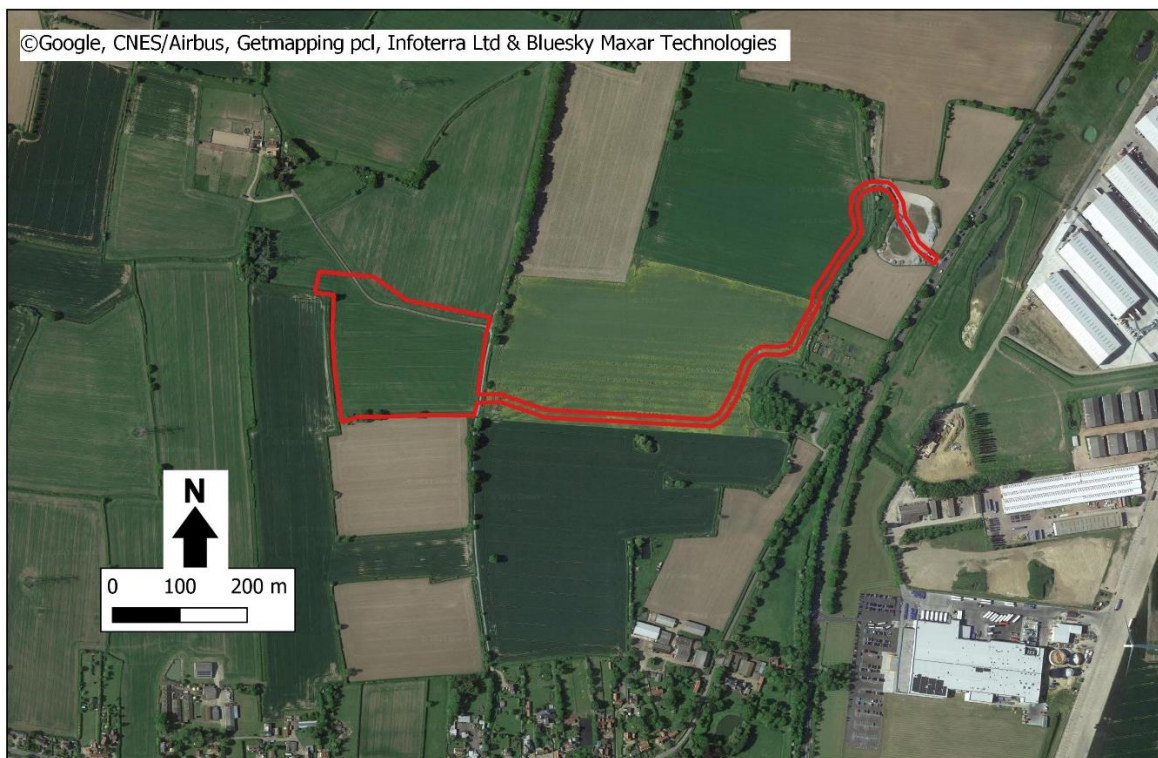 ©Google, CNES/Airbus, Getmapping pcl, Infoterra Ltd & Bluesky Maxar Technologies
N
0 100 200 m